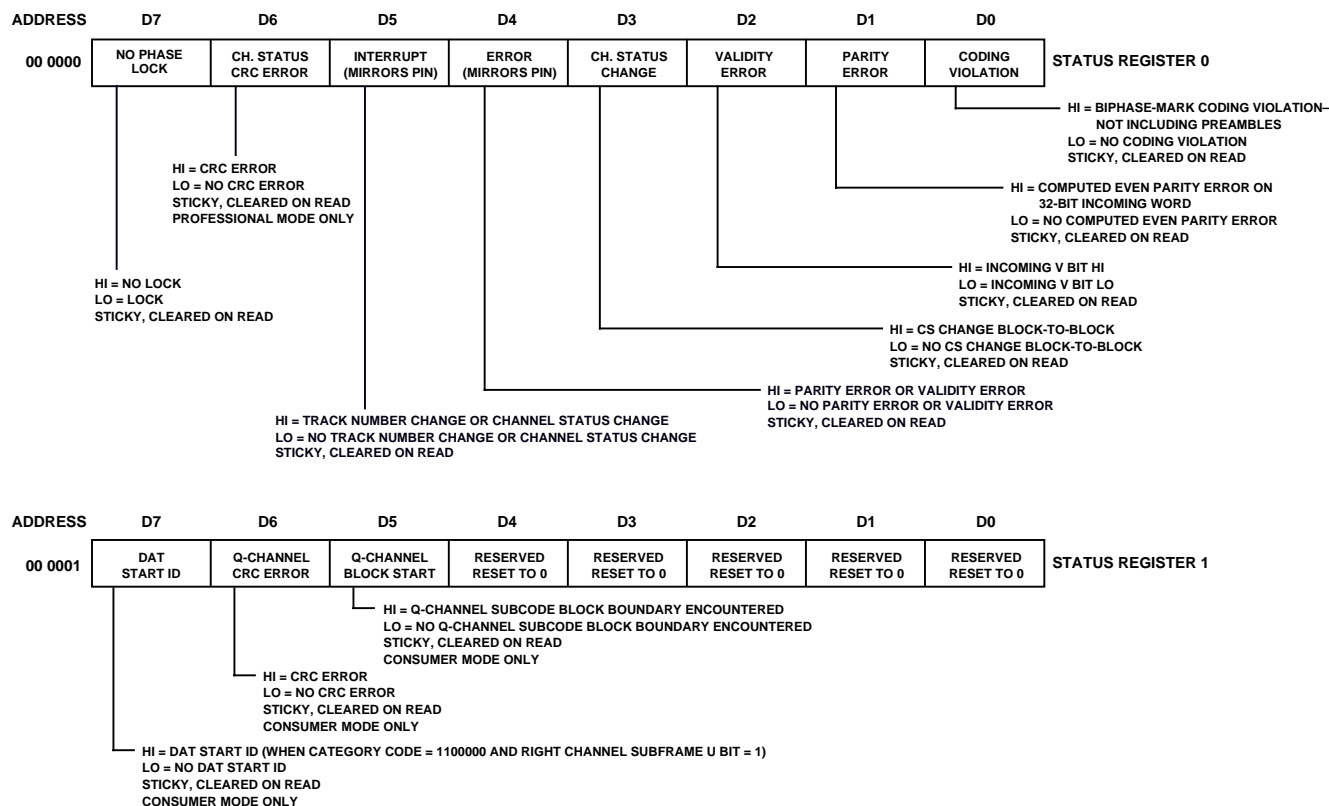 ADDRESS D7 D6 D5 D4 D3 D2 D1 D0
00 0000
NO PHASE
LOCK
CH. STATUS
CRC ERROR
INTERRUPT
(MIRRORS PIN)
ERROR
(MIRRORS PIN)
CH. STATUS
CHANGE
VALIDITY
ERROR
PARITY
ERROR
CODING
VIOLATION
STATUS REGISTER 0
HI = BIPHASE-MARK CODING VIOLATION–
NOT INCLUDING PREAMBLES
LO = NO CODING VIOLATION
STICKY, CLEARED ON READ
HI = CRC ERROR
LO = NO CRC ERROR
STICKY, CLEARED ON READ
PROFESSIONAL MODE ONLY
HI = COMPUTED EVEN PARITY ERROR ON
32-BIT INCOMING WORD
LO = NO COMPUTED EVEN PARITY ERROR
STICKY, CLEARED ON READ
HI = INCOMING V BIT HI
LO = INCOMING V BIT LO
STICKY, CLEARED ON READ
HI = NO LOCK
LO = LOCK
STICKY, CLEARED ON READ
HI = CS CHANGE BLOCK-TO-BLOCK
LO = NO CS CHANGE BLOCK-TO-BLOCK
STICKY, CLEARED ON READ
HI = PARITY ERROR OR VALIDITY ERROR
LO = NO PARITY ERROR OR VALIDITY ERROR
STICKY, CLEARED ON READ
HI = TRACK NUMBER CHANGE OR CHANNEL STATUS CHANGE
LO = NO TRACK NUMBER CHANGE OR CHANNEL STATUS CHANGE
STICKY, CLEARED ON READ
ADDRESS D7 D6 D5 D4 D3 D2 D1 D0
00 0001
DAT
START ID
Q-CHANNEL
CRC ERROR
Q-CHANNEL
BLOCK START
RESERVED
RESET TO 0
RESERVED
RESET TO 0
RESERVED
RESET TO 0
RESERVED
RESET TO 0
RESERVED
RESET TO 0
STATUS REGISTER 1
HI = Q-CHANNEL SUBCODE BLOCK BOUNDARY ENCOUNTERED
LO = NO Q-CHANNEL SUBCODE BLOCK BOUNDARY ENCOUNTERED
STICKY, CLEARED ON READ
CONSUMER MODE ONLY
HI = CRC ERROR
LO = NO CRC ERROR
STICKY, CLEARED ON READ
CONSUMER MODE ONLY
HI = DAT START ID (WHEN CATEGORY CODE = 1100000 AND RIGHT CHANNEL SUBFRAME U BIT = 1)
LO = NO DAT START ID
STICKY, CLEARED ON READ
CONSUMER MODE ONLY